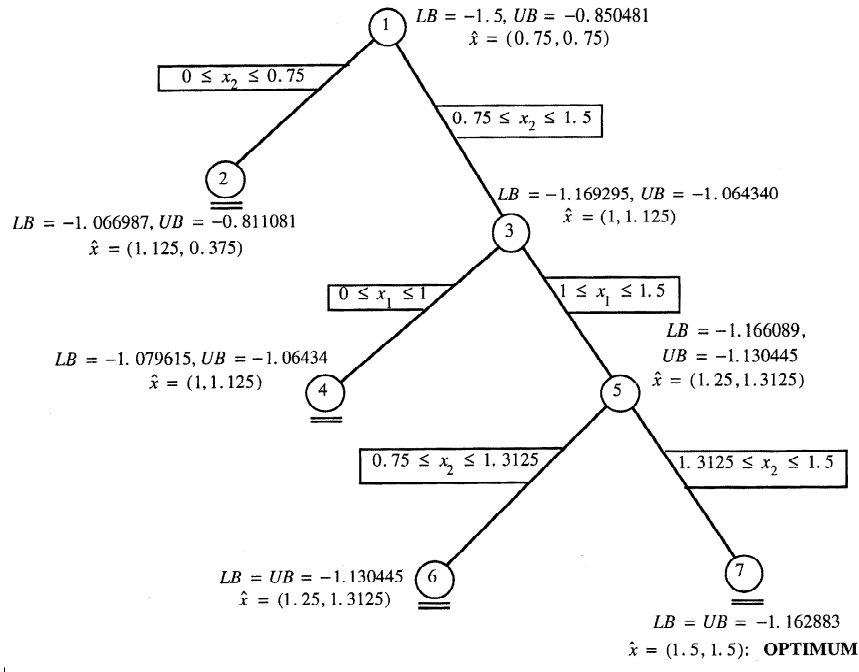 1
LB = −1.5, UB = −0.850481
x̂ = (0.75, 0.75)
0 ≤ x₂ ≤ 0.75
0.75 ≤ x₂ ≤ 1.5
2
LB = −1.066987, UB = −0.811081
x̂ = (1.125, 0.375)
LB = −1.169295, UB = −1.064340
x̂ = (1, 1.125)
3
0 ≤ x₁ ≤ 1
1 ≤ x₁ ≤ 1.5
LB = −1.079615, UB = −1.06434
x̂ = (1, 1.125)
4
LB = −1.166089,
UB = −1.130445
x̂ = (1.25, 1.3125)
5
0.75 ≤ x₂ ≤ 1.3125
1.3125 ≤ x₂ ≤ 1.5
LB = UB = −1.130445
x̂ = (1.25, 1.3125)
6
7
LB = UB = −1.162883
x̂ = (1.5, 1.5): OPTIMUM